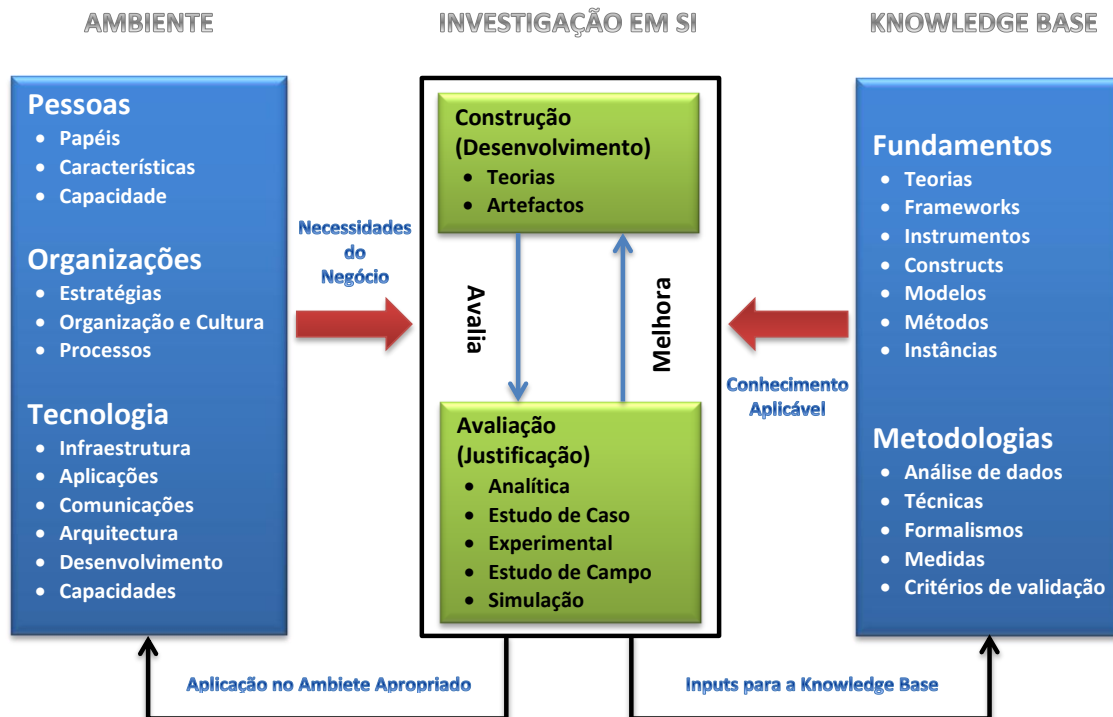 AMBIENTE
INVESTIGAÇÃO EM SI
KNOWLEDGE BASE
Pessoas
• Papéis
• Características
• Capacidade
Organizações
• Estratégias
• Organização e Cultura
• Processos
Tecnologia
• Infraestrutura
• Aplicações
• Comunicações
• Arquitectura
• Desenvolvimento
• Capacidades
Necessidades
do
Negócio
Construção
(Desenvolvimento)
• Teorias
• Artefactos
Avalia
Melhora
Avaliação
(Justificação)
• Analítica
• Estudo de Caso
• Experimental
• Estudo de Campo
• Simulação
Conhecimento
Aplicável
Fundamentos
• Teorias
• Frameworks
• Instrumentos
• Constructs
• Modelos
• Métodos
• Instâncias
Metodologias
• Análise de dados
• Técnicas
• Formalismos
• Medidas
• Critérios de validação
Aplicação no Ambiete Apropriado
Inputs para a Knowledge Base